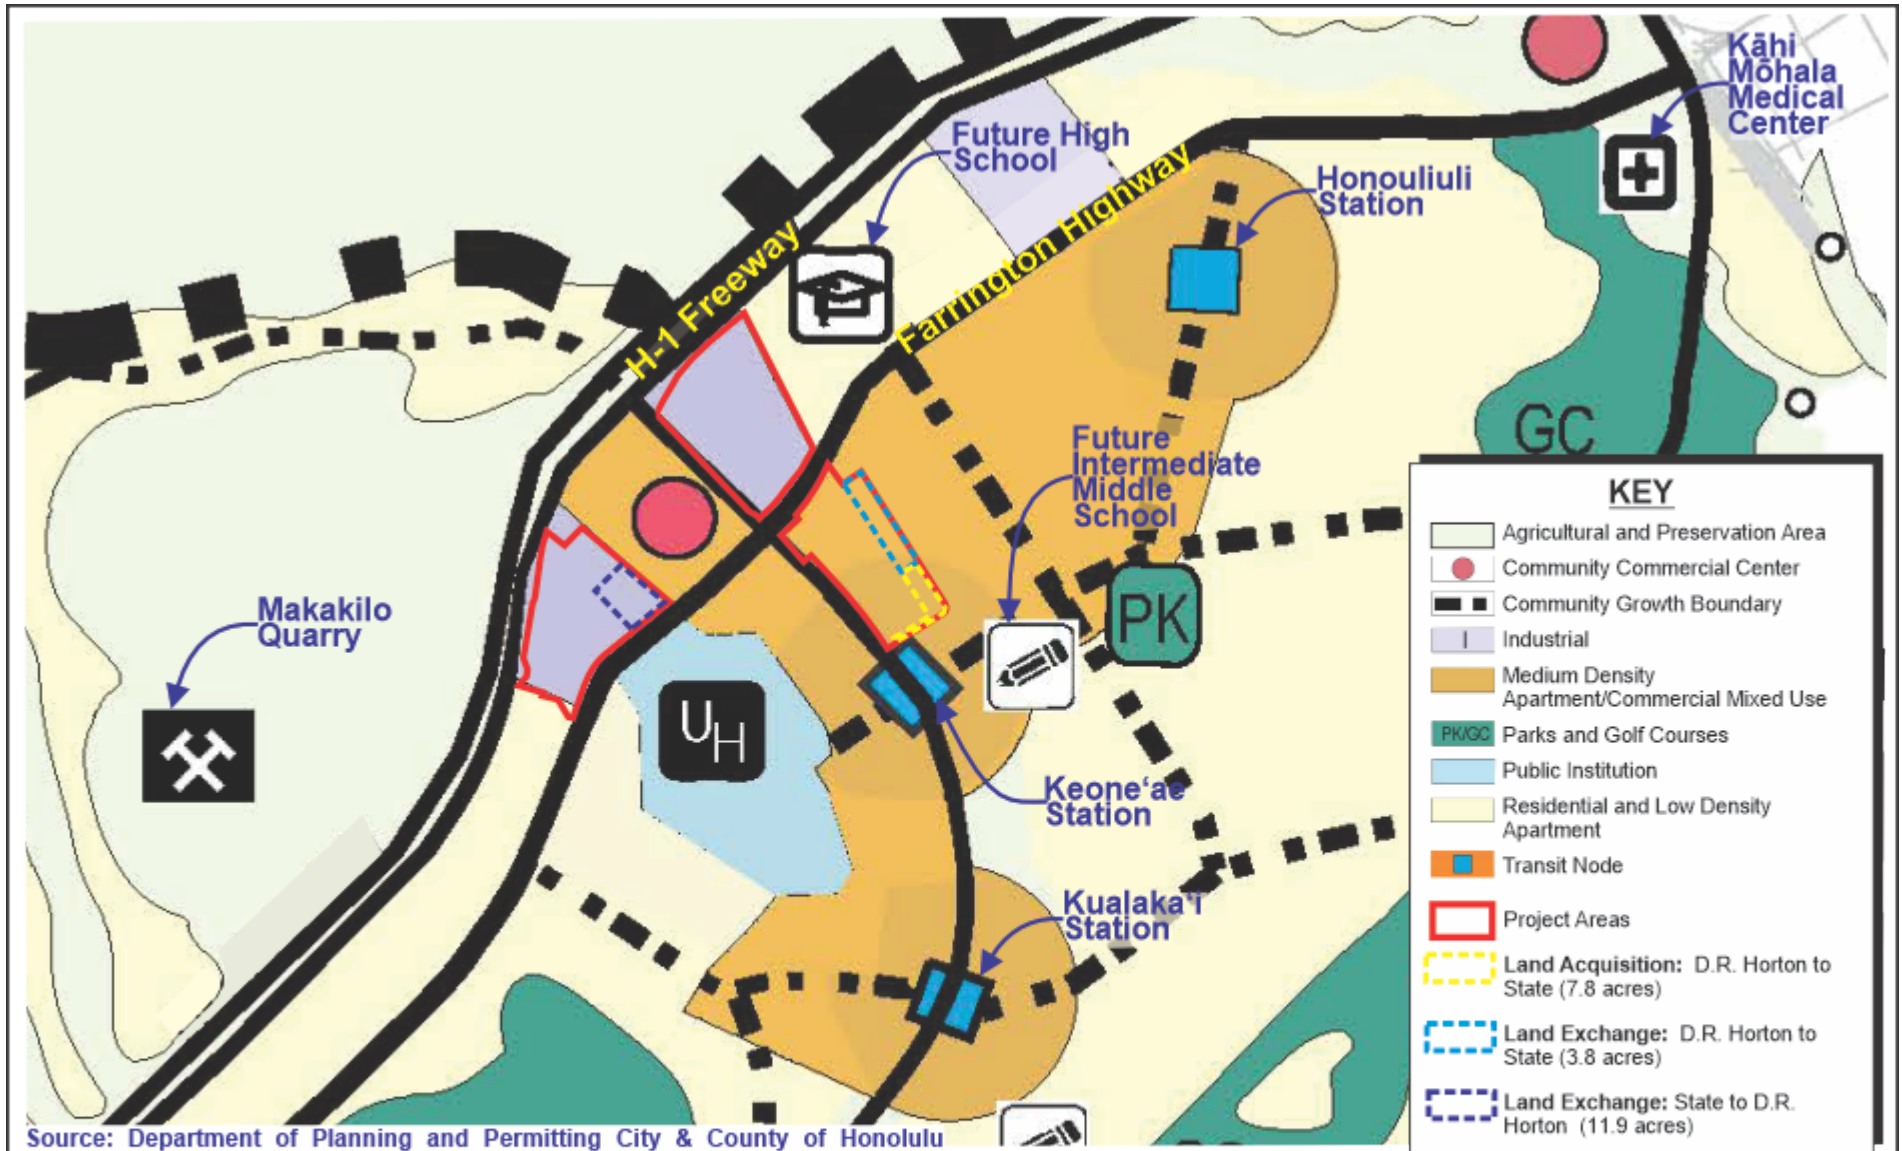 Kāhi
Mōhala
Medical
Center
Future High
School
Honouliuli
Station
H-1 Freeway
Farrington Highway
GC
Future
Intermediate
Middle
School
Makakilo
Quarry
PK
UH
Keone‘ae
Station
Kualaka‘i
Station
KEY
Agricultural and Preservation Area
Community Commercial Center
Community Growth Boundary
I Industrial
Medium Density
Apartment/Commercial Mixed Use
PK/GC Parks and Golf Courses
Public Institution
Residential and Low Density
Apartment
Transit Node
Project Areas
Land Acquisition: D.R. Horton to
State (7.8 acres)
Land Exchange: D.R. Horton to
State (3.8 acres)
Land Exchange: State to D.R.
Horton (11.9 acres)
Source: Department of Planning and Permitting City & County of Honolulu